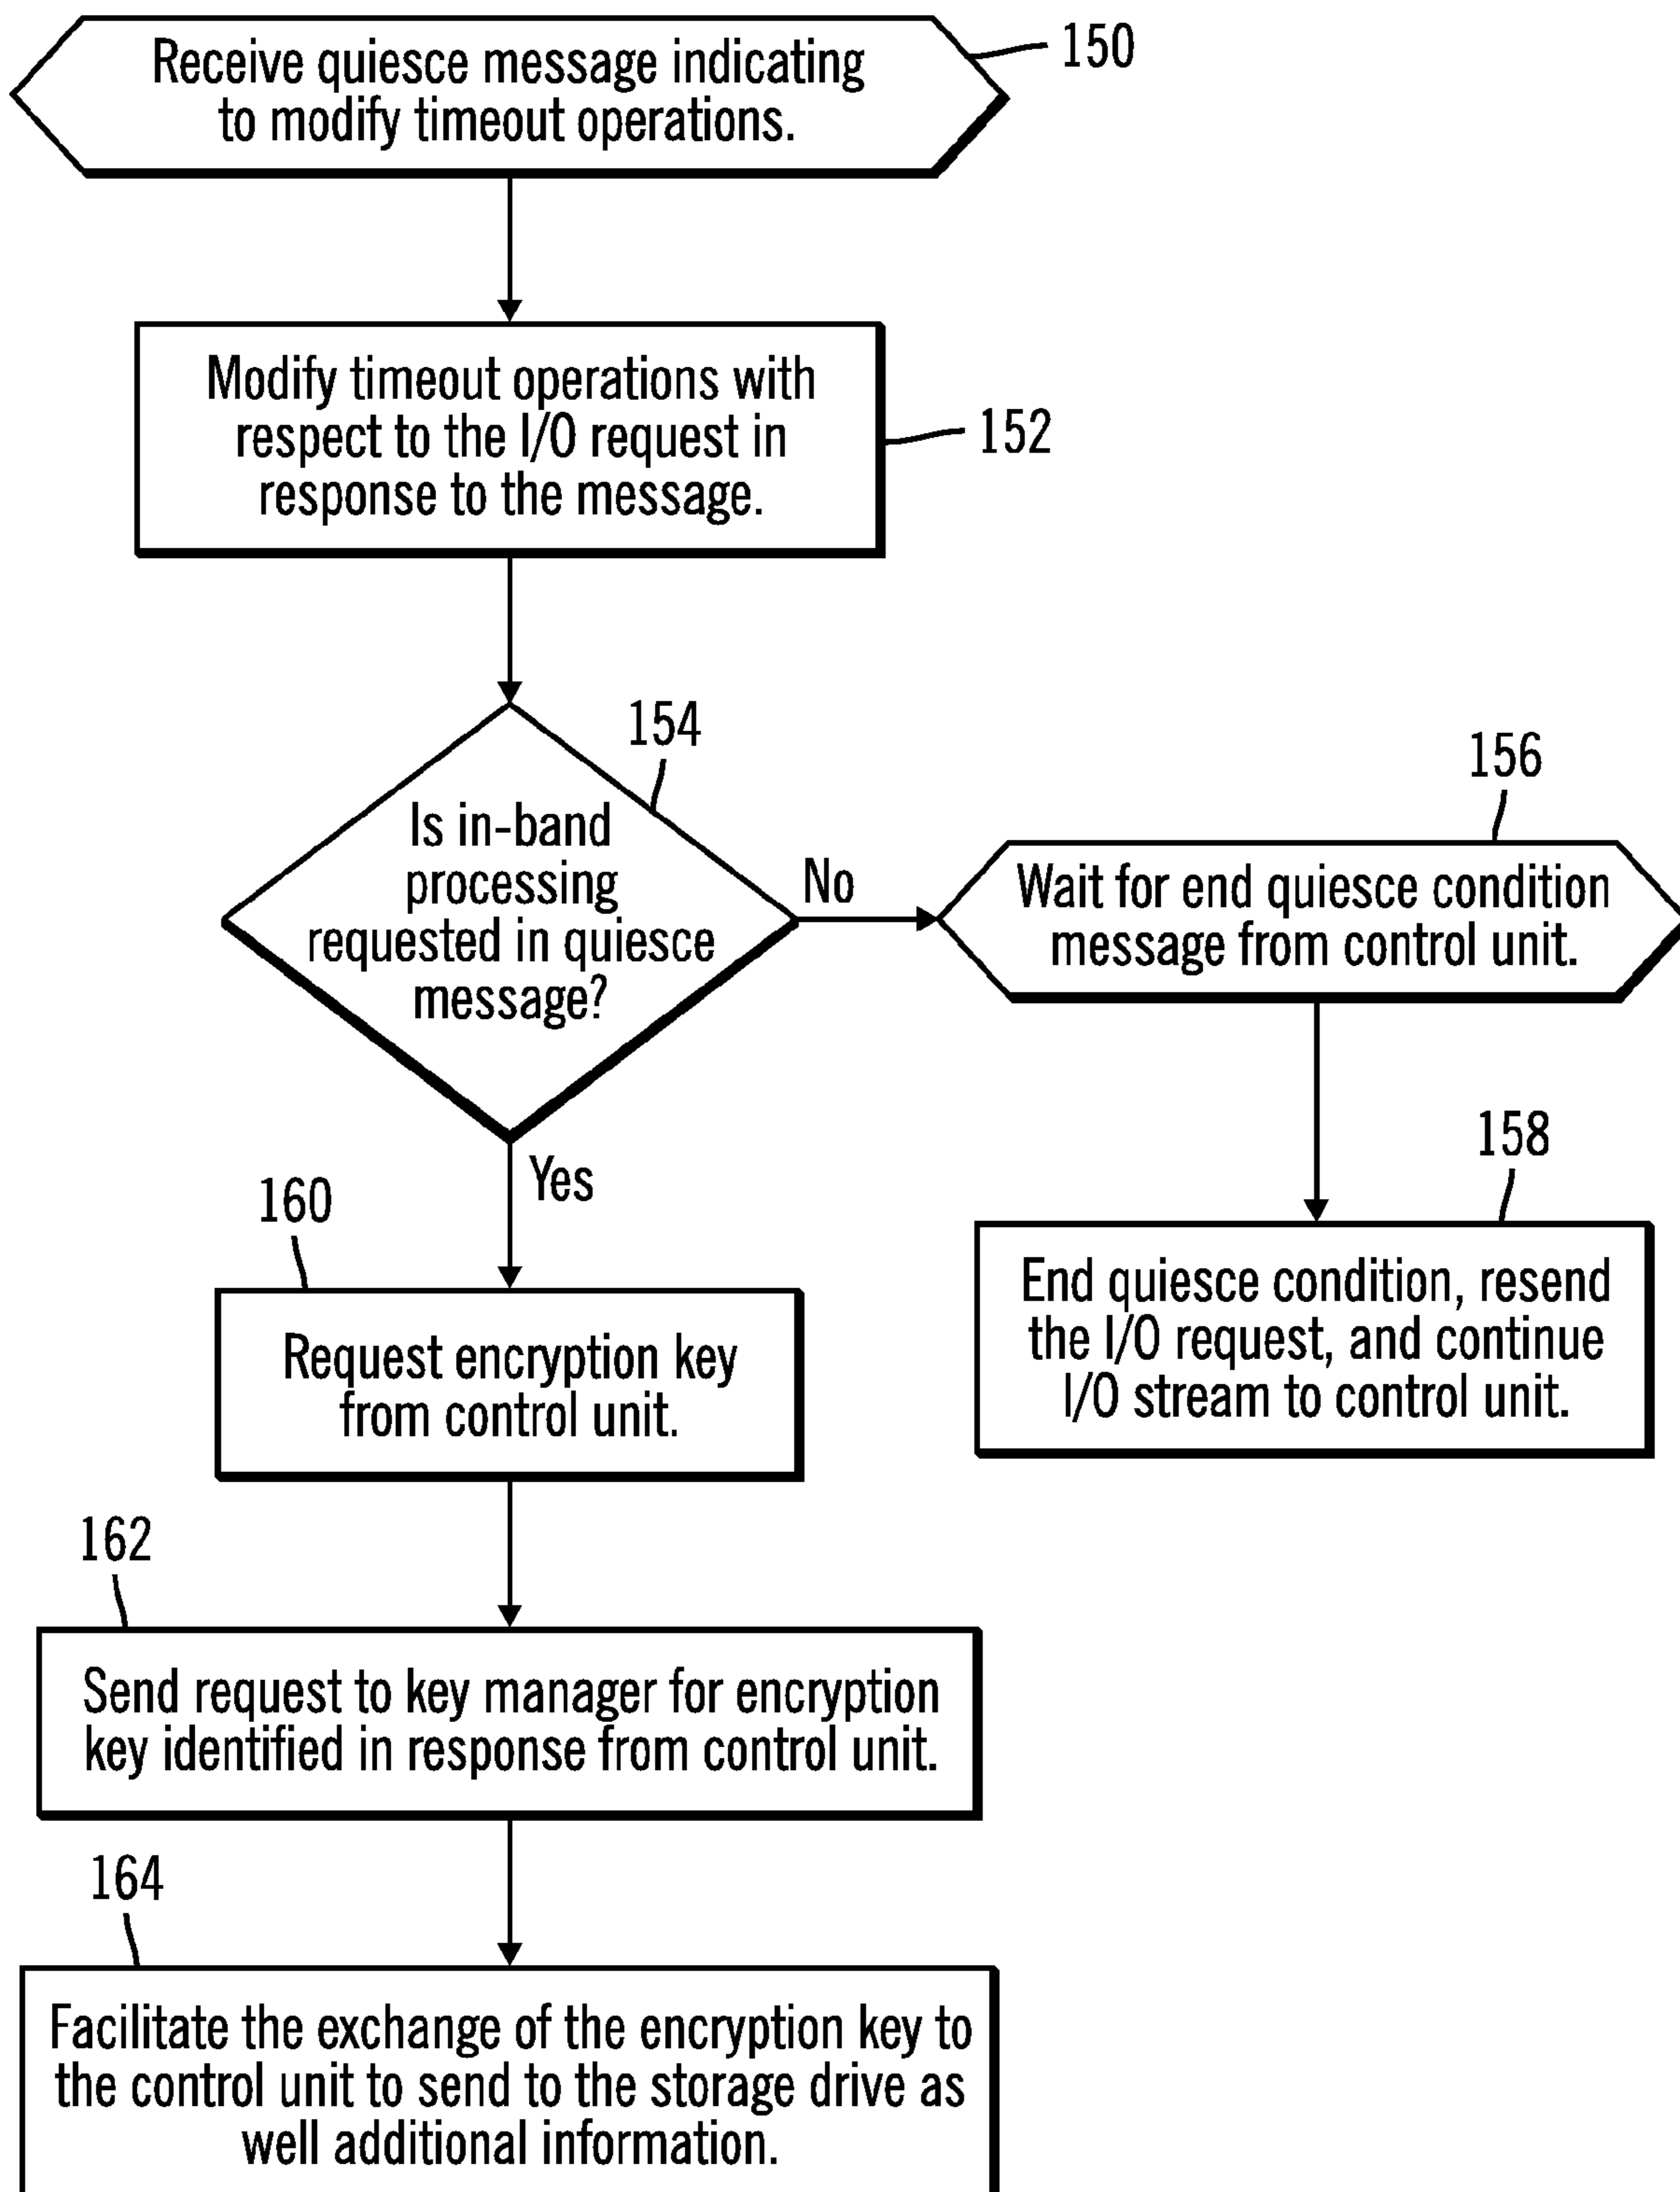 Receive quiesce message indicating
to modify timeout operations.
150
Modify timeout operations with
respect to the I/O request in
response to the message.
152
154
Is in-band
processing
requested in quiesce
message?
No
156
Wait for end quiesce condition
message from control unit.
Yes
158
End quiesce condition, resend
the I/O request, and continue
I/O stream to control unit.
160
Request encryption key
from control unit.
162
Send request to key manager for encryption
key identified in response from control unit.
164
Facilitate the exchange of the encryption key to
the control unit to send to the storage drive as
well additional information.